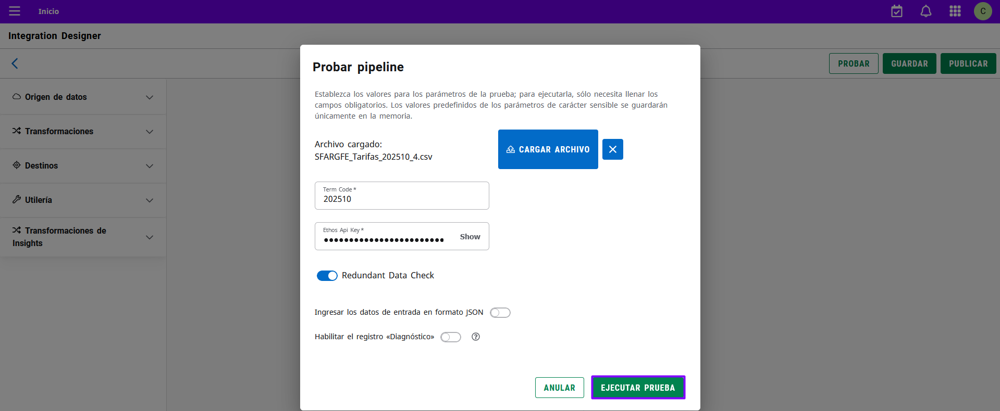 Inicio
C
Integration Designer
PROBAR
GUARDAR
PUBLICAR
Origen de datos
Transformaciones
Destinos
Utilería
Transformaciones de
Insights
Probar pipeline
Establezca los valores para los parámetros de la prueba; para ejecutarla, sólo necesita llenar los
campos obligatorios. Los valores predefinidos de los parámetros de carácter sensible se guardarán
únicamente en la memoria.
Archivo cargado:
SFARGFE_Tarifas_202510_4.csv
CARGAR ARCHIVO
Term Code *
202510
Ethos Api Key *
••••••••••••••••••••••••
Show
Redundant Data Check
Ingresar los datos de entrada en formato JSON
Habilitar el registro «Diagnóstico»
ANULAR
EJECUTAR PRUEBA